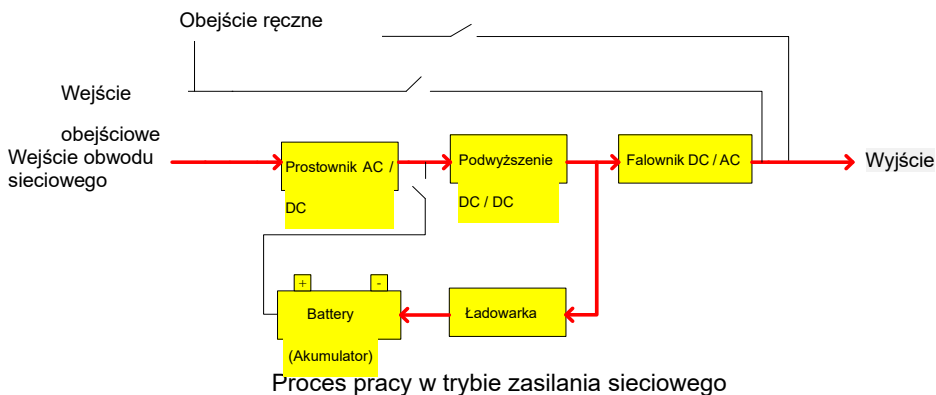 Obejście ręczne
Wejście
obejściowe
Wejście obwodu
sieciowego
Prostownik AC /
DC
Podwyższenie
DC / DC
Falownik DC / AC
Wyjście
+
-
Battery
(Akumulator)
Ładowarka
Proces pracy w trybie zasilania sieciowego